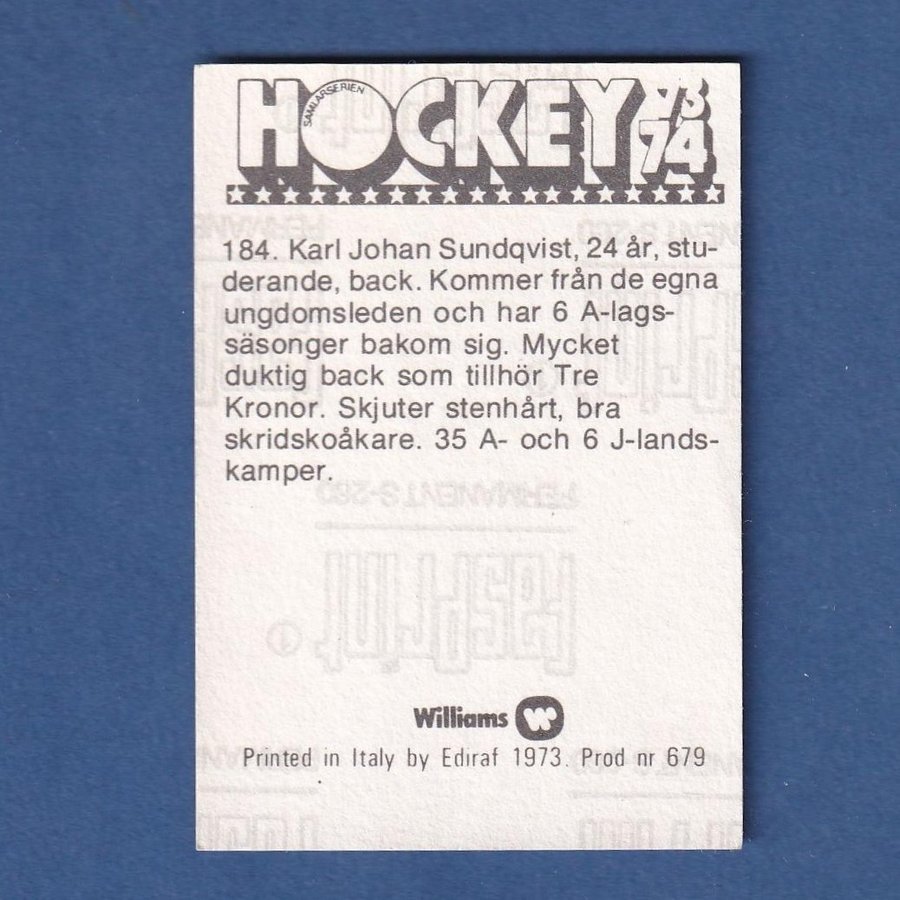 HOCKEY 73
SAMLARSERIEN
74
184. Karl Johan Sundqvist, 24 år, stu-
derande, back. Kommer från de egna
ungdomsleden och har 6 A-lags-
säsonger bakom sig. Mycket
duktig back som tillhör Tre
Kronor. Skjuter stenhårt, bra
skridskoåkare. 35 A- och 6 J-lands-
kamper.
Williams W
Printed in Italy by Ediraf 1973. Prod nr 679